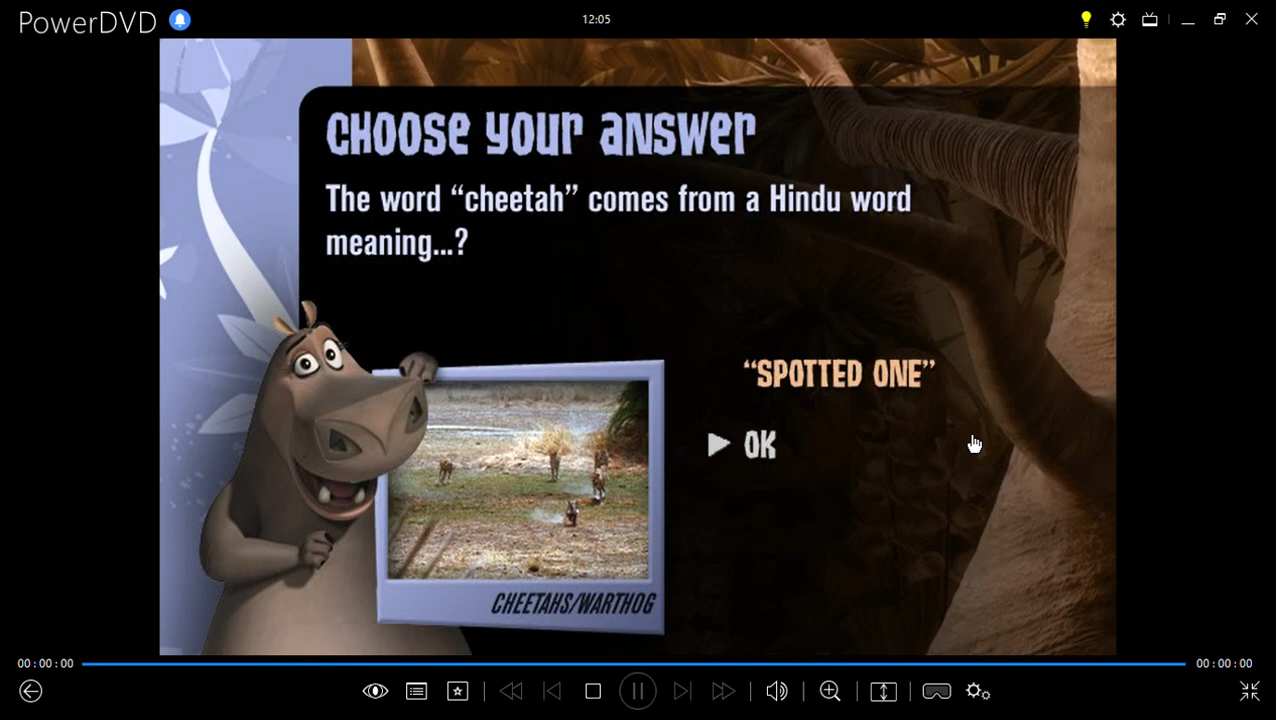 PowerDVD
12:05
CHOOSE YOUR ANSWER
The word “cheetah” comes from a Hindu word
meaning...?
“SPOTTED ONE”
OK
CHEETAHS/WARTHOG
00:00:00
00:00:00